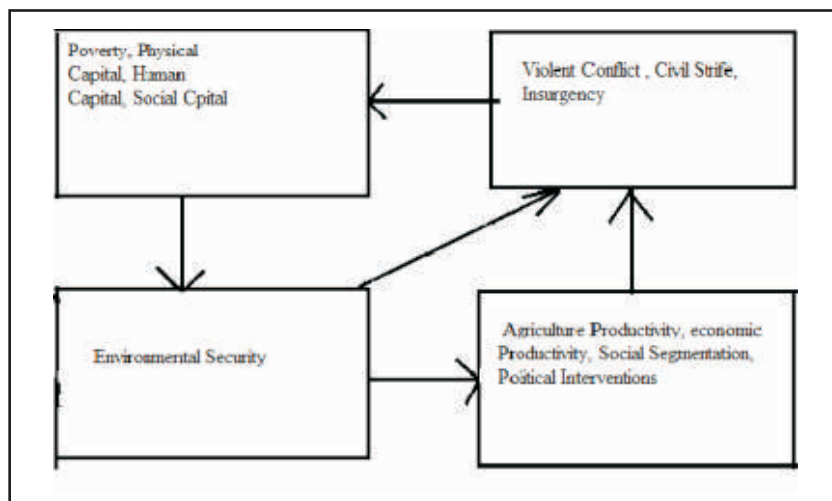 Poverty, Physical
Capital, Human
Capital, Social Cpital
Violent Conflict , Civil Strife,
Insurgency
Environmental Security
Agriculture Productivity, economic
Productivity, Social Segmentation,
Political Interventions